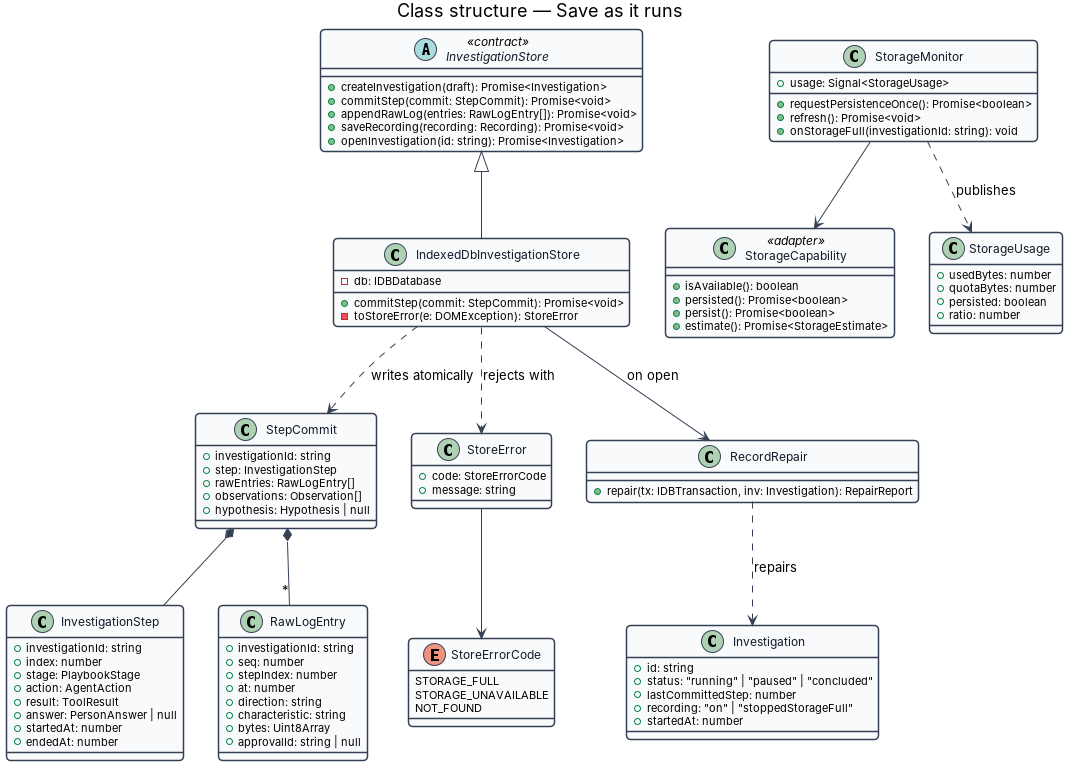 Class structure — Save as it runs
A
«contract»
InvestigationStore
createInvestigation(draft): Promise<Investigation>
commitStep(commit: StepCommit): Promise<void>
appendRawLog(entries: RawLogEntry[]): Promise<void>
saveRecording(recording: Recording): Promise<void>
openInvestigation(id: string): Promise<Investigation>
C StorageMonitor
usage: Signal<StorageUsage>
requestPersistenceOnce(): Promise<boolean>
refresh(): Promise<void>
onStorageFull(investigationId: string): void
publishes
C IndexedDbInvestigationStore
db: IDBDatabase
commitStep(commit: StepCommit): Promise<void>
toStoreError(e: DOMException): StoreError
C
«adapter»
StorageCapability
isAvailable(): boolean
persisted(): Promise<boolean>
persist(): Promise<boolean>
estimate(): Promise<StorageEstimate>
C StorageUsage
usedBytes: number
quotaBytes: number
persisted: boolean
ratio: number
writes atomically
rejects with
on open
C StepCommit
investigationId: string
step: InvestigationStep
rawEntries: RawLogEntry[]
observations: Observation[]
hypothesis: Hypothesis | null
C StoreError
code: StoreErrorCode
message: string
C RecordRepair
repair(tx: IDBTransaction, inv: Investigation): RepairReport
*
repairs
C InvestigationStep
investigationId: string
index: number
stage: PlaybookStage
action: AgentAction
result: ToolResult
answer: PersonAnswer | null
startedAt: number
endedAt: number
C RawLogEntry
investigationId: string
seq: number
stepIndex: number
at: number
direction: string
characteristic: string
bytes: Uint8Array
approvalId: string | null
E StoreErrorCode
STORAGE_FULL
STORAGE_UNAVAILABLE
NOT_FOUND
C Investigation
id: string
status: "running" | "paused" | "concluded"
lastCommittedStep: number
recording: "on" | "stoppedStorageFull"
startedAt: number